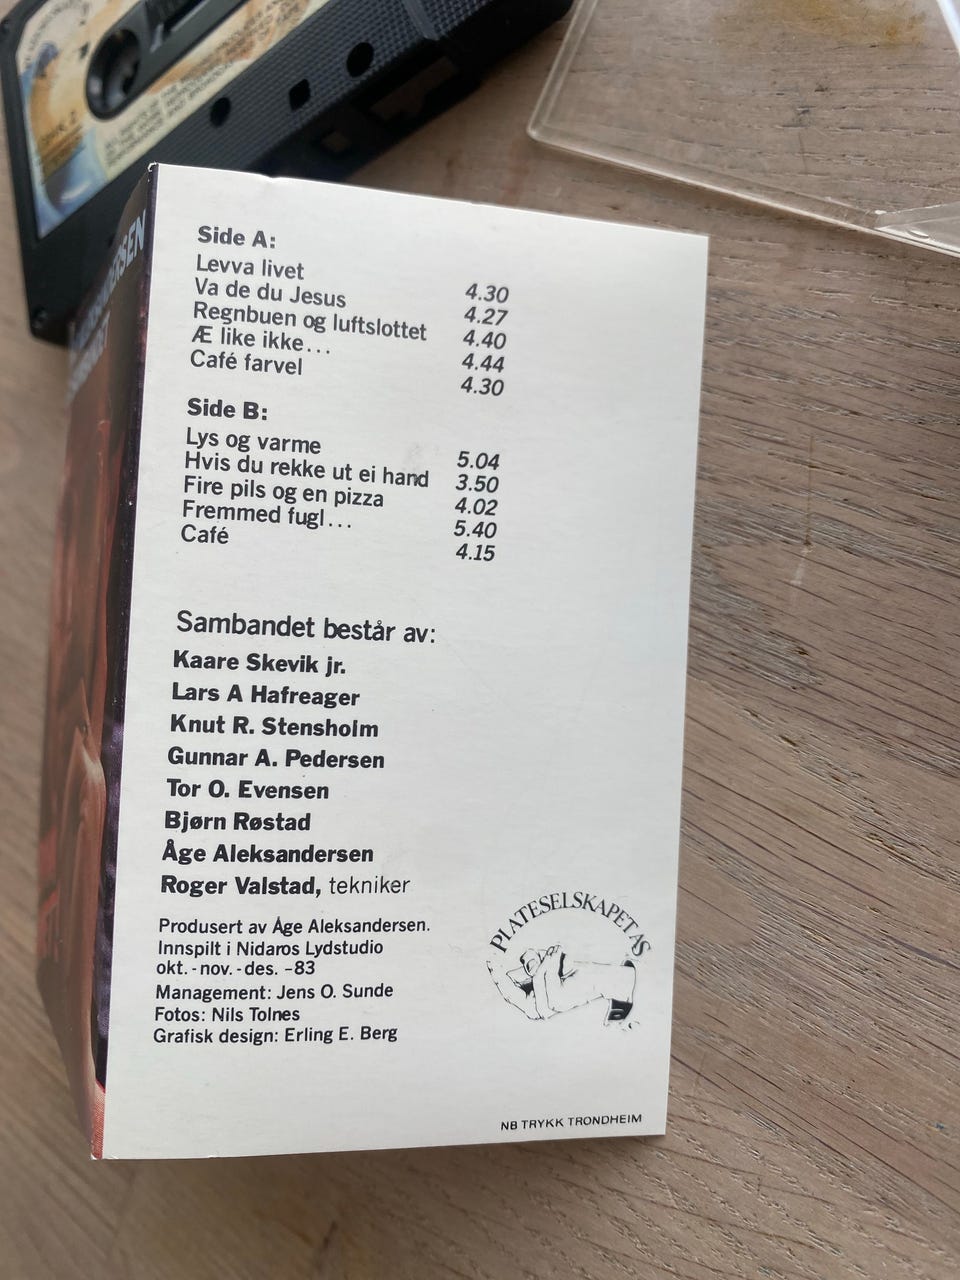 Side A:
Levva livet 4.30
Va de du Jesus 4.27
Regnbuen og luftslottet 4.40
Æ like ikke... 4.44
Café farvel 4.30
Side B:
Lys og varme 5.04
Hvis du rekke ut ei hand 3.50
Fire pils og en pizza 4.02
Fremmed fugl... 5.40
Café 4.15
Sambandet består av:
Kaare Skevik jr.
Lars A Hafreager
Knut R. Stensholm
Gunnar A. Pedersen
Tor O. Evensen
Bjørn Røstad
Åge Aleksandersen
Roger Valstad, tekniker
Produsert av Åge Aleksandersen.
Innspilt i Nidaros Lydstudio
okt. - nov. - des. -83
Management: Jens O. Sunde
Fotos: Nils Tolnes
Grafisk design: Erling E. Berg
PLATESELSKAPET AS
NB TRYKK TRONDHEIM